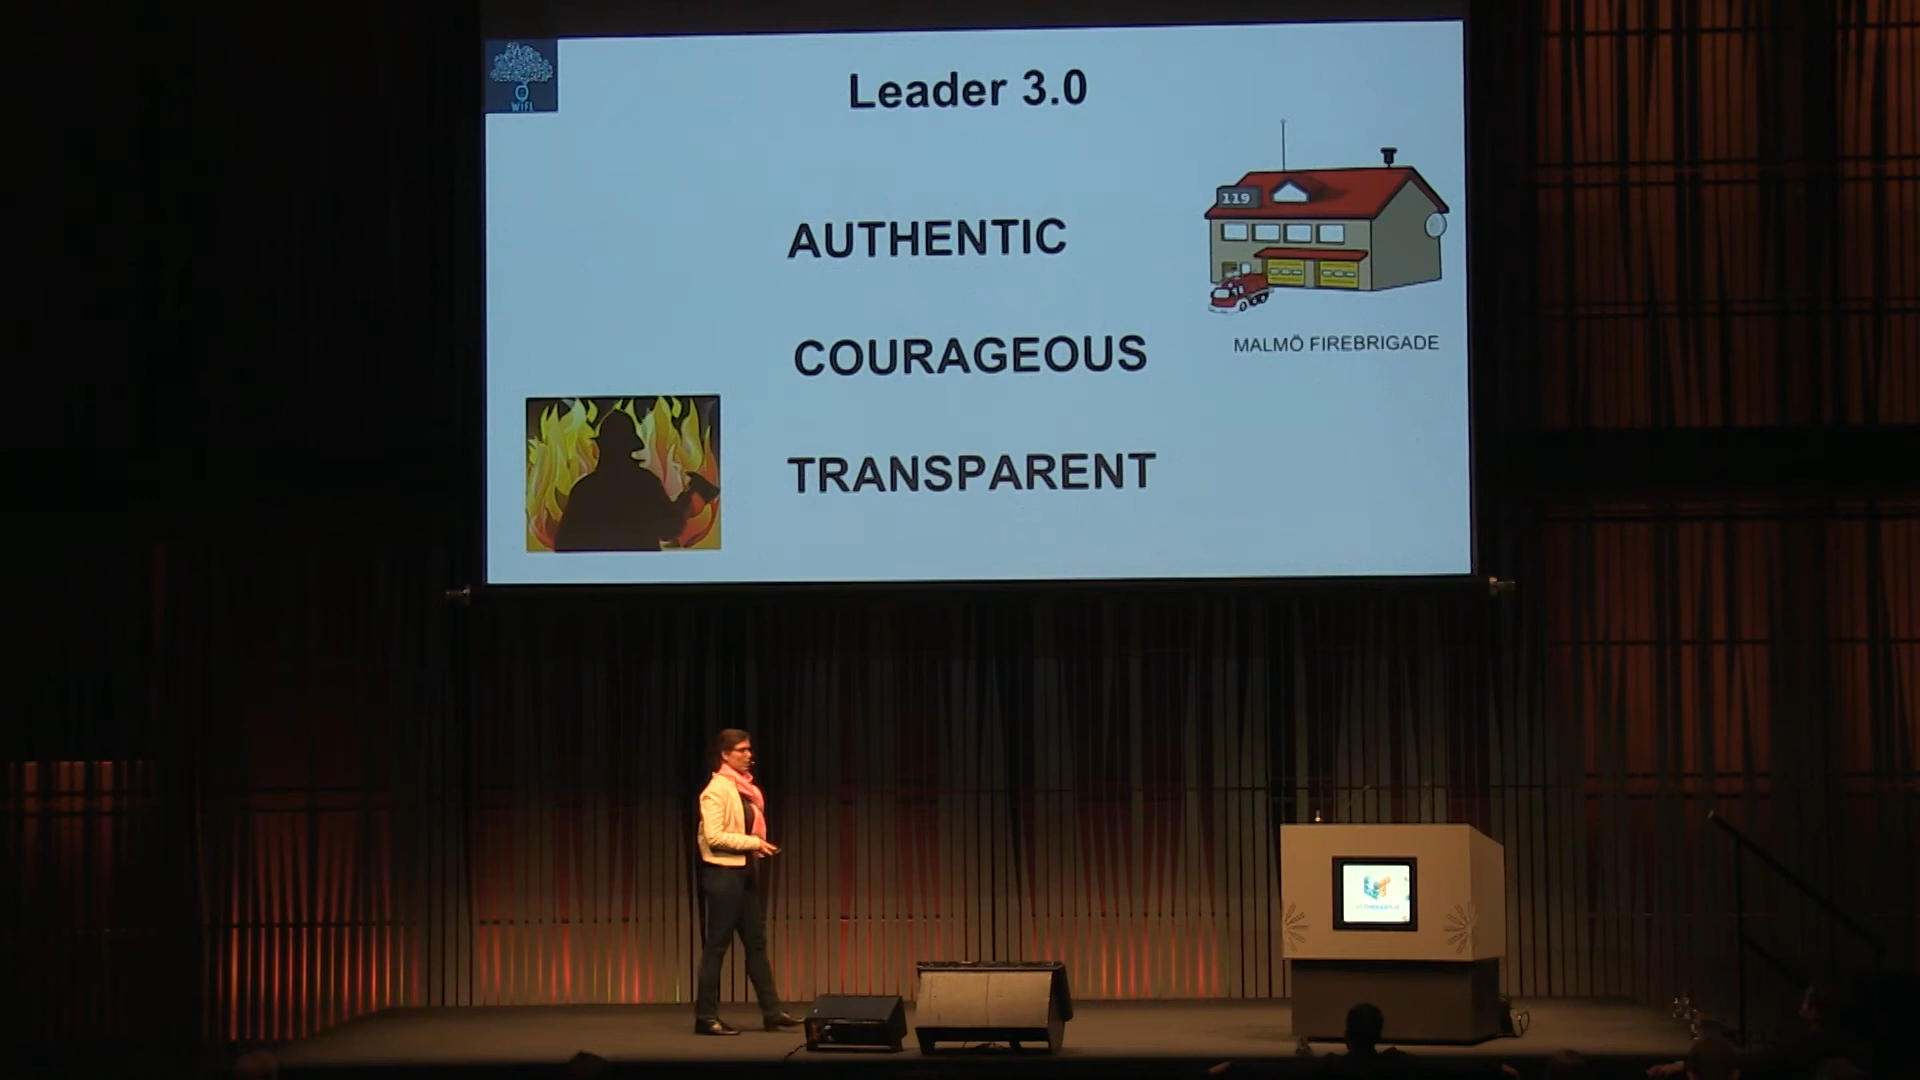 WIFI
Leader 3.0
119
AUTHENTIC
MALMÖ FIREBRIGADE
COURAGEOUS
TRANSPARENT